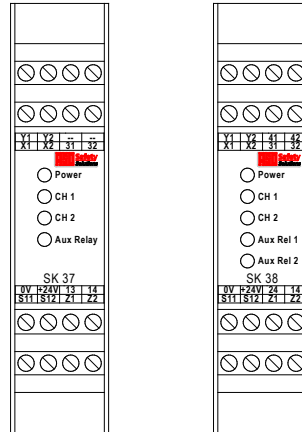 Y1 Y2 -- --
X1 X2 31 32
Safety
Power
CH 1
CH 2
Aux Relay
SK 37
0V +24V 13 14
S11 S12 Z1 Z2
Y1 Y2 41 42
X1 X2 31 32
Safety
Power
CH 1
CH 2
Aux Rel 1
Aux Rel 2
SK 38
0V +24V 24 14
S11 S12 Z1 Z2